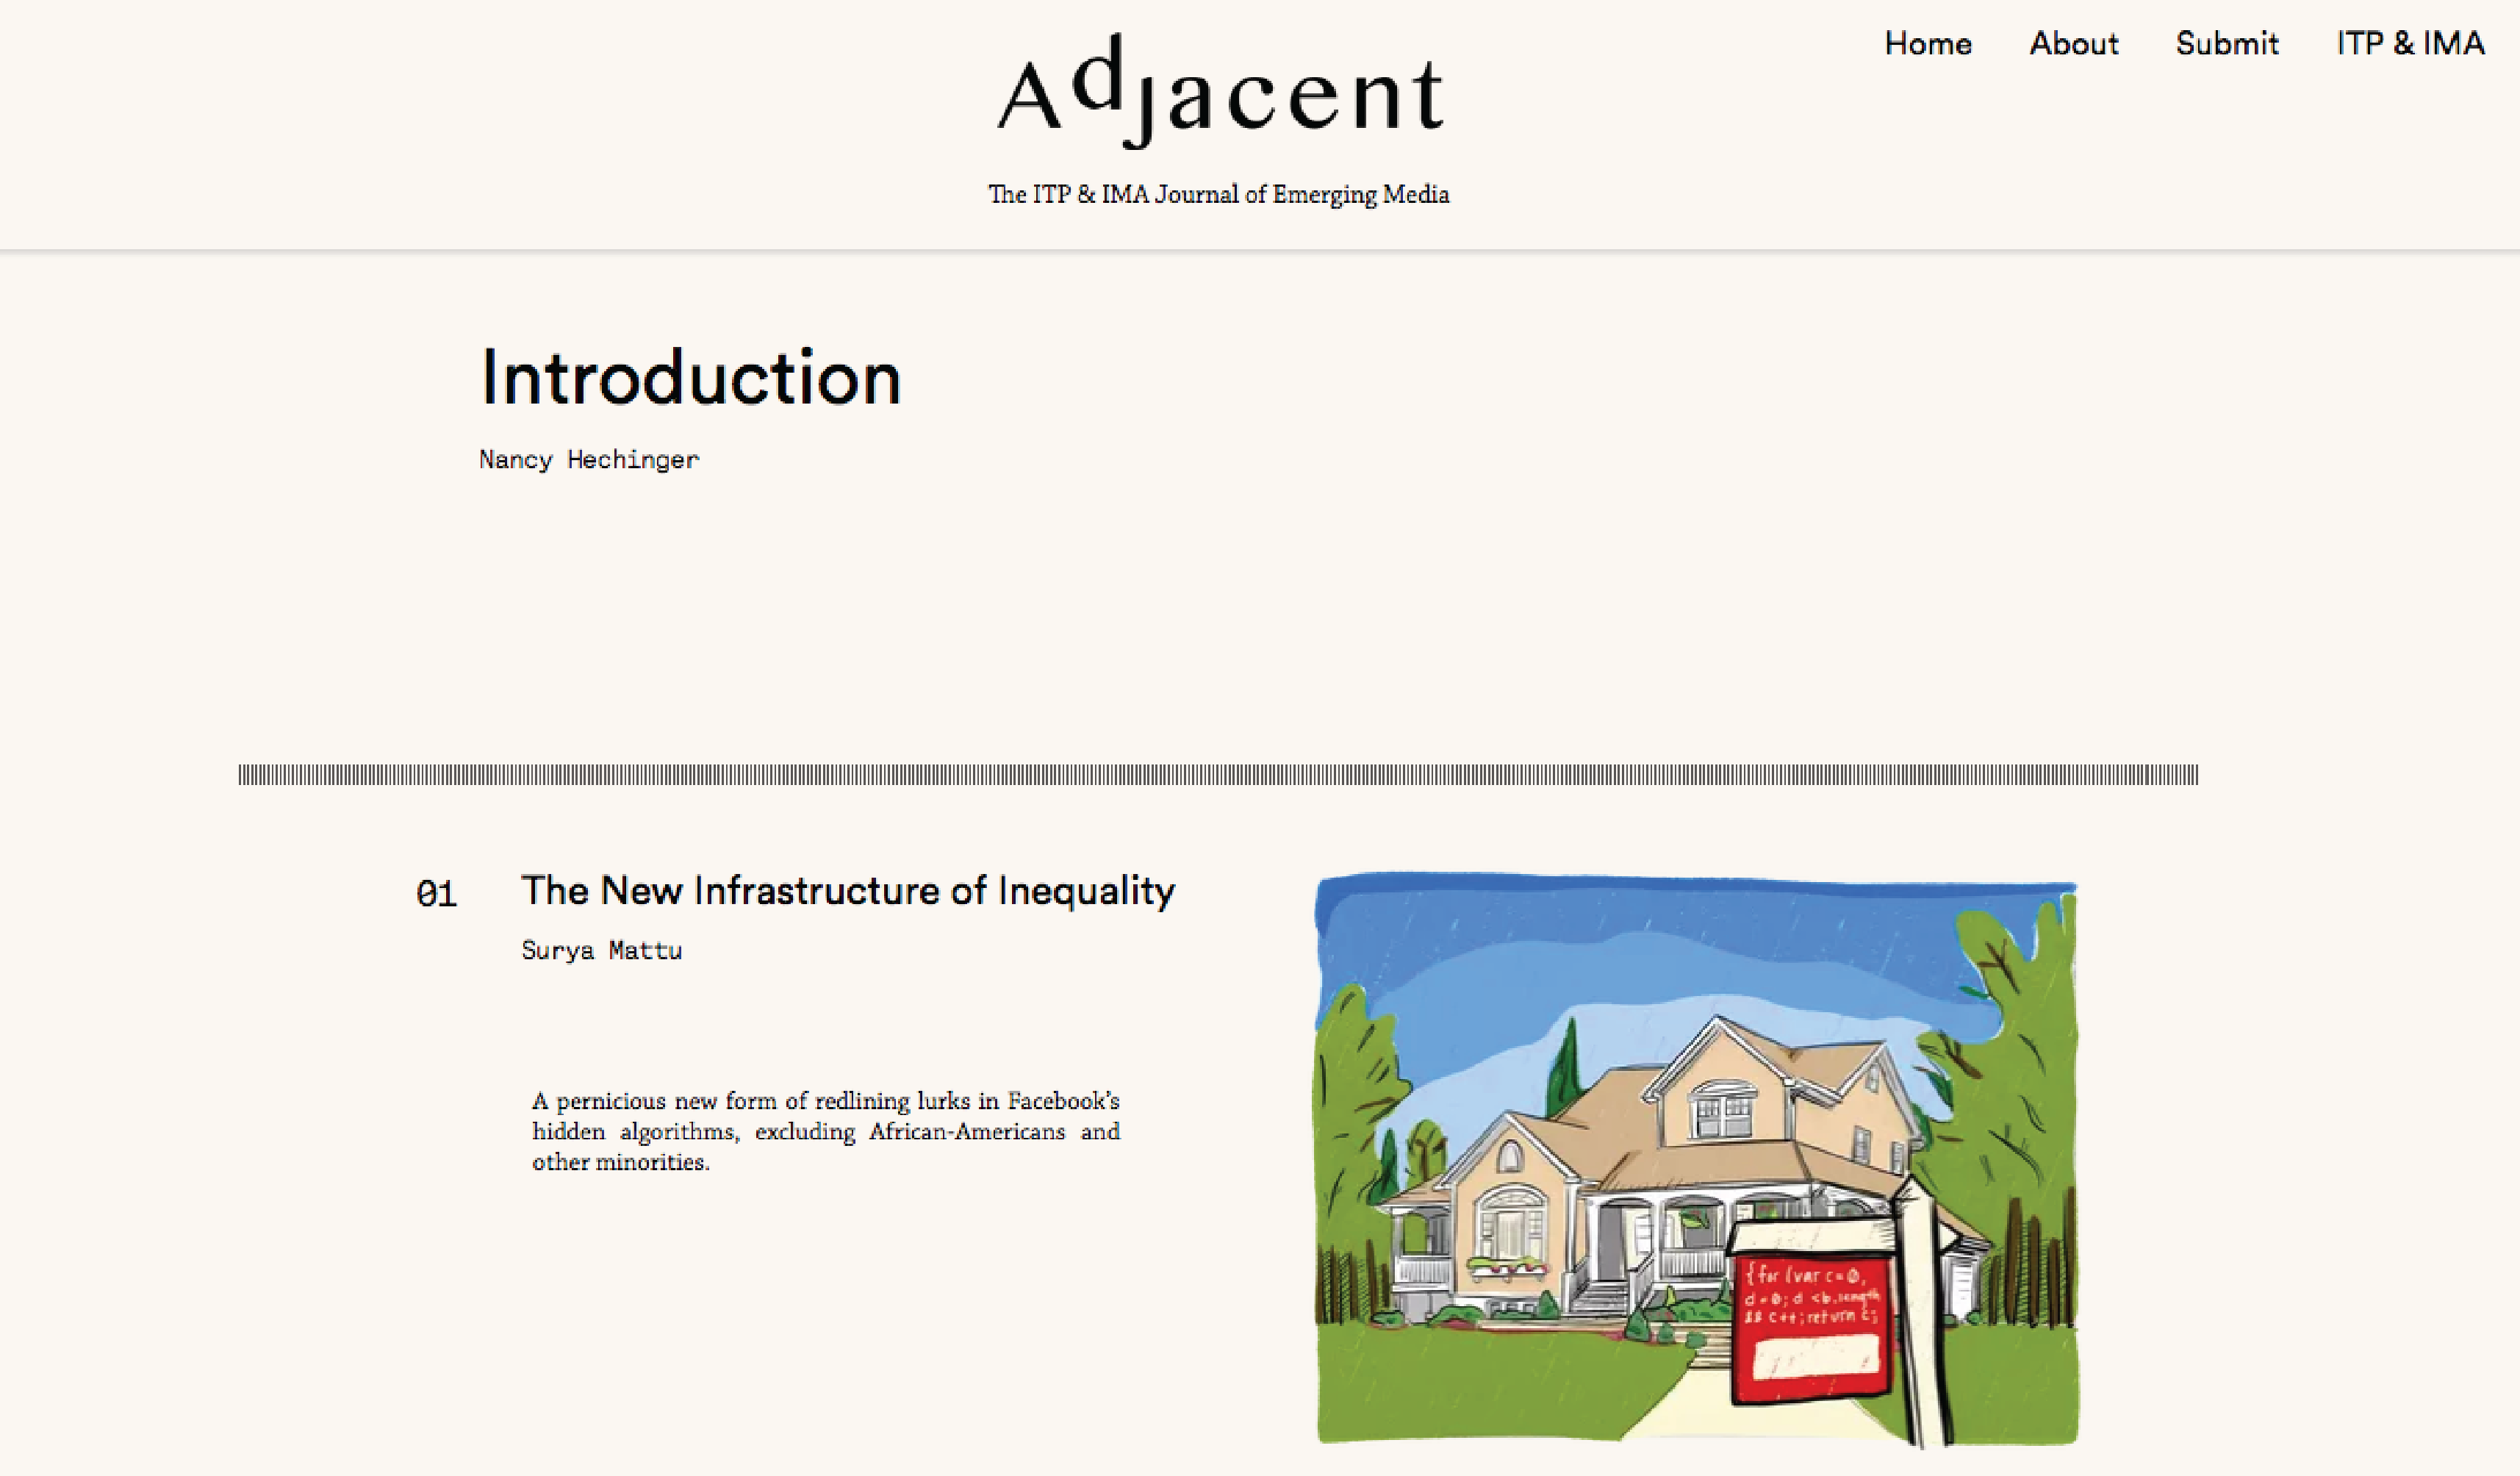 Adjacent
Home About Submit ITP & IMA
The ITP & IMA Journal of Emerging Media
Introduction
Nancy Hechinger
01 The New Infrastructure of Inequality
Surya Mattu
A pernicious new form of redlining lurks in Facebook’s
hidden algorithms, excluding African-Americans and
other minorities.
{for (var c=0,
d=0; d <b.length
&& c++; return c;